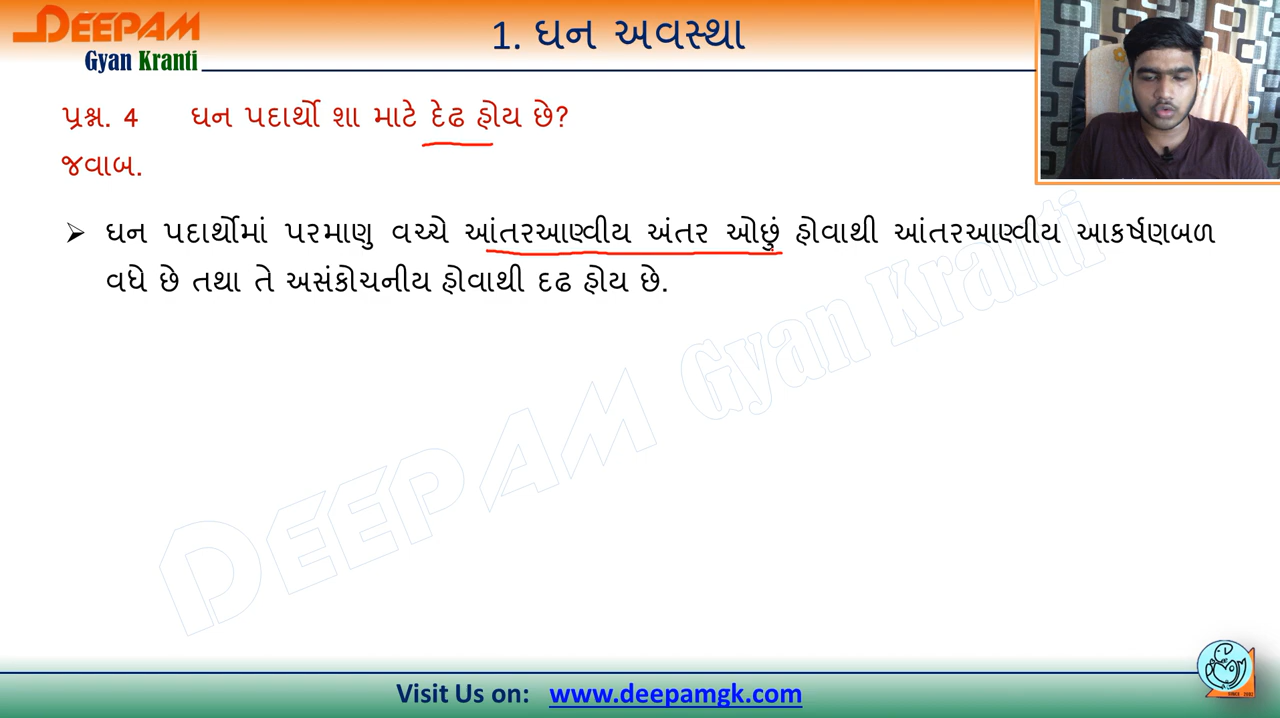 DEEPAM
Gyan Kranti
1. ઘન અવસ્થા
પ્રશ્ન. 4 ઘન પદાર્થો શા માટે દેઢ હોય છે?
જવાબ.
➢ ઘન પદાર્થોમાં પરમાણુ વચ્ચે આંતરઆણ્વીય અંતર ઓછું હોવાથી આંતરઆણ્વીય આકર્ષણબળ
વધે છે તથા તે અસંકોચનીય હોવાથી દઢ હોય છે.
DEEPAM Gyan Kranti
Visit Us on: www.deepamgk.com